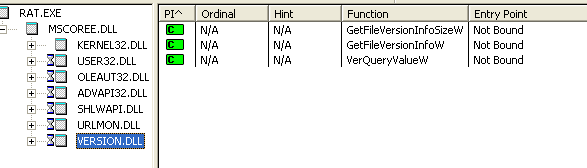 RAT.EXE
MSCOREE.DLL
KERNEL32.DLL
USER32.DLL
OLEAUT32.DLL
ADVAPI32.DLL
SHLWAPI.DLL
URLMON.DLL
VERSION.DLL
PI^ Ordinal Hint Function Entry Point
C N/A N/A GetFileVersionInfoSizeW Not Bound
C N/A N/A GetFileVersionInfoW Not Bound
C N/A N/A VerQueryValueW Not Bound